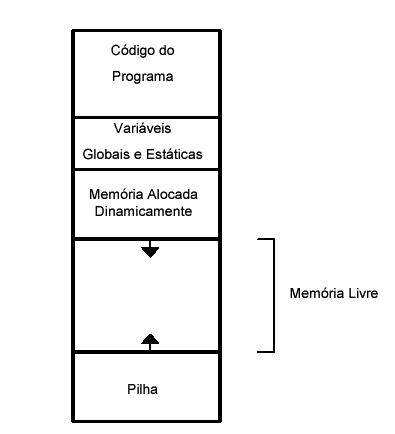 Código do
Programa
Variáveis
Globais e Estáticas
Memória Alocada
Dinamicamente
Memória Livre
Pilha